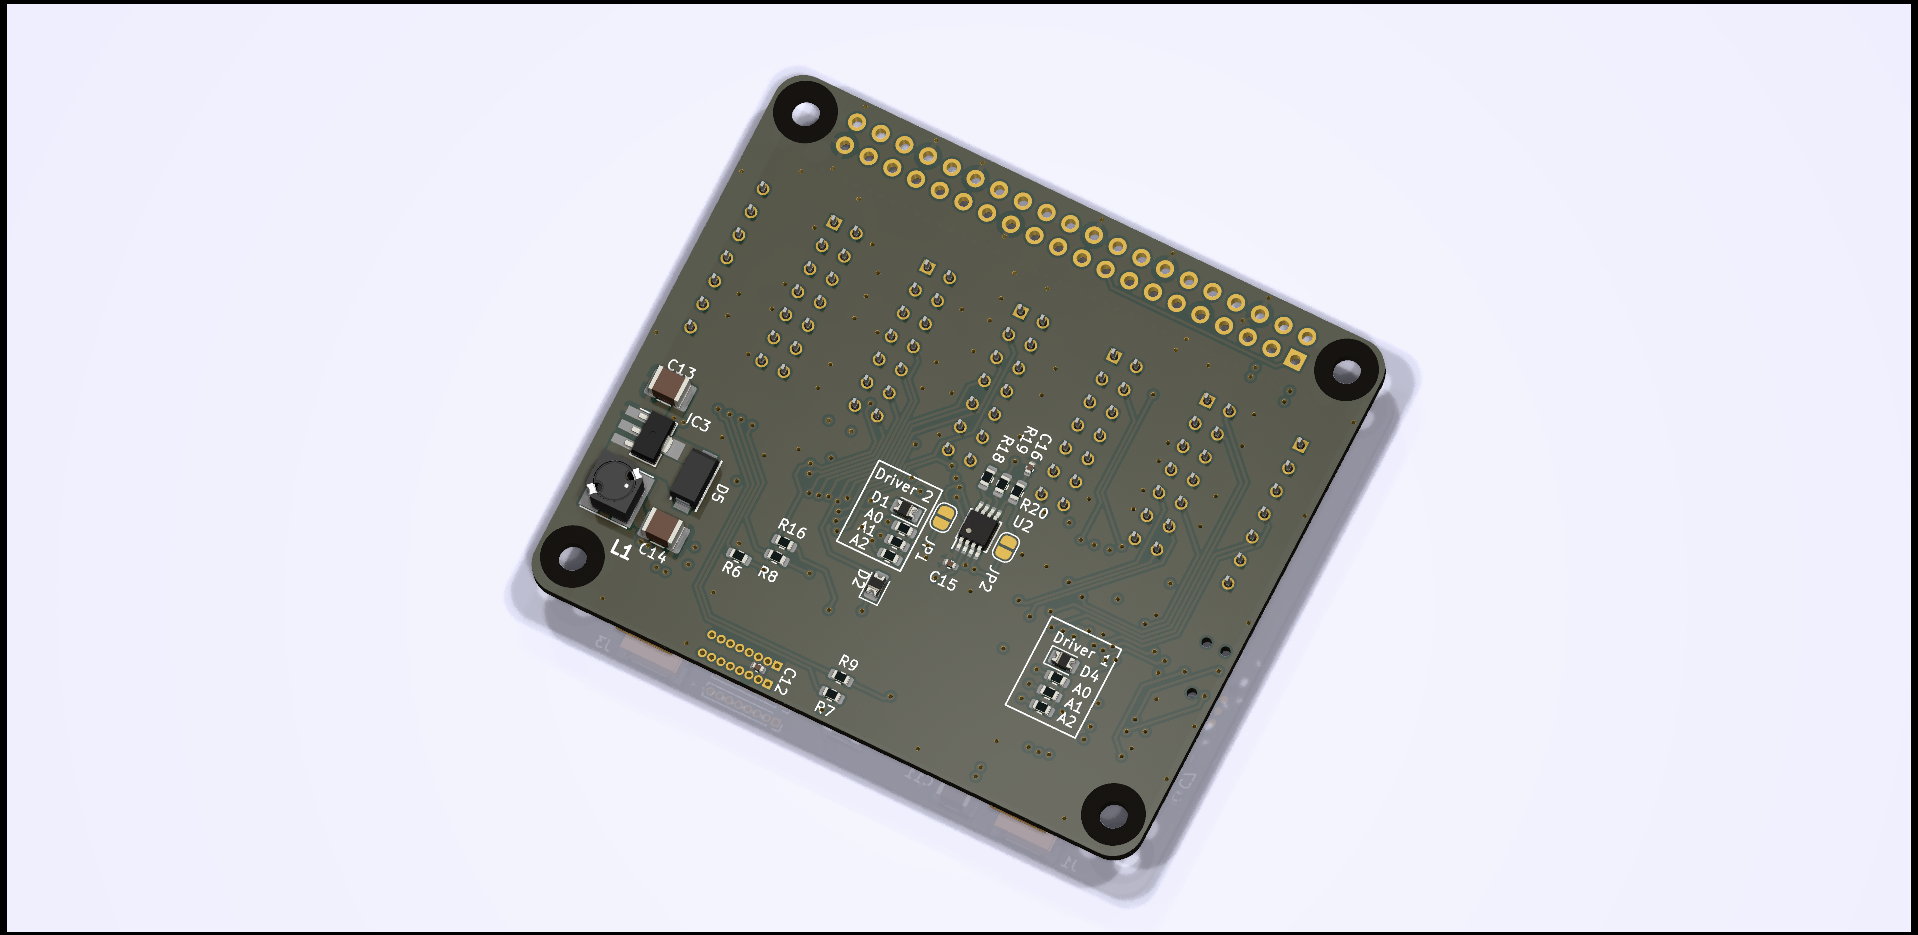 C13
IC3
D5
L1
C14
R16
R6
R8
Driver 2
D1
A0
A1
A2
D2
JP1
R18
R19
C16
R20
U2
JP2
C15
C12
R9
R7
Driver 1
D4
A0
A1
A2
J1